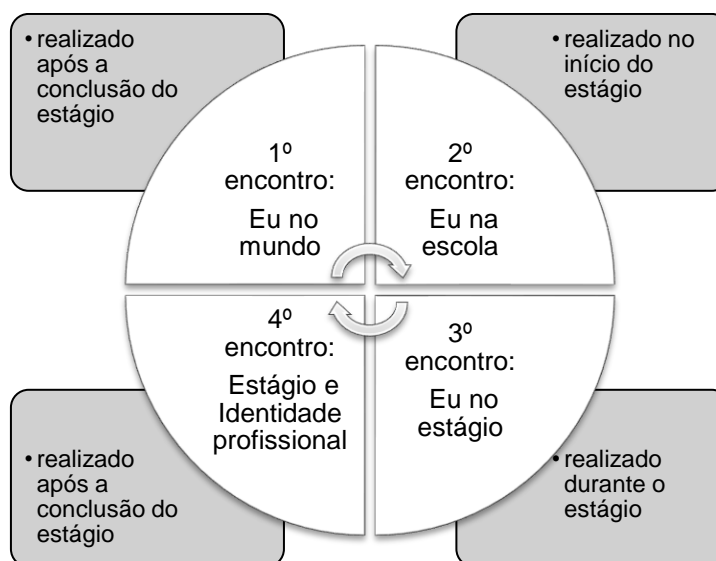 • realizado
após a
conclusão do
estágio
1º
encontro:
Eu no
mundo
• realizado no
início do
estágio
2º
encontro:
Eu na
escola
4º
encontro:
Estágio e
Identidade
profissional
• realizado
após a
conclusão do
estágio
3º
encontro:
Eu no
estágio
• realizado
durante o
estágio